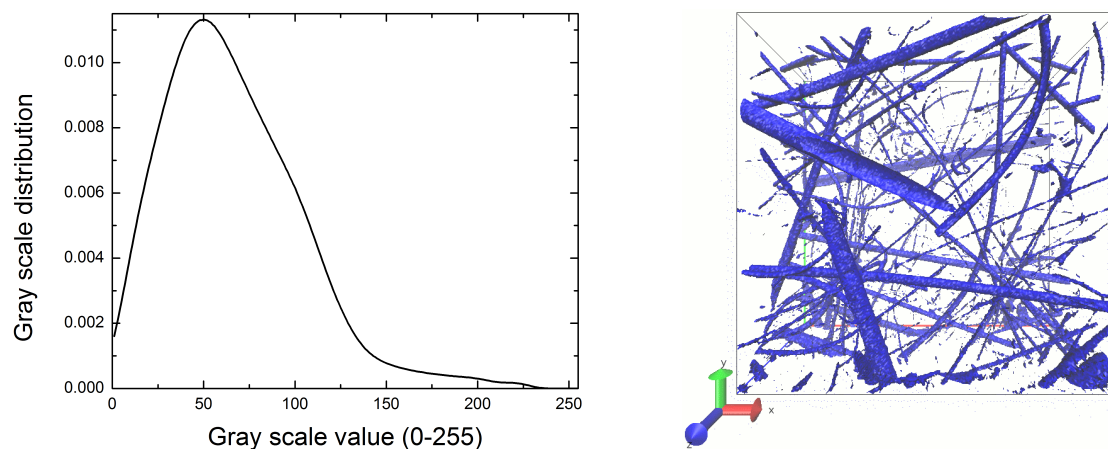 0.010
0.008
0.006
0.004
0.002
0.000
Gray scale distribution
0 50 100 150 200 250
Gray scale value (0-255)
y
x
z